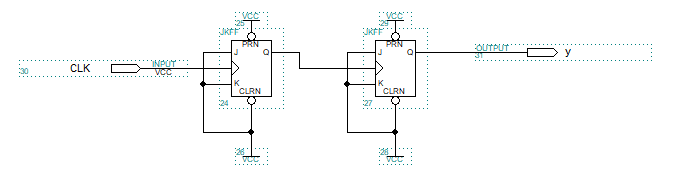 25 VCC
JKFF
PRN
J Q
K
CLRN
24
26
VCC
29 VCC
JKFF
PRN
J Q
K
CLRN
27
28
VCC
30 CLK INPUT
VCC
OUTPUT y
31